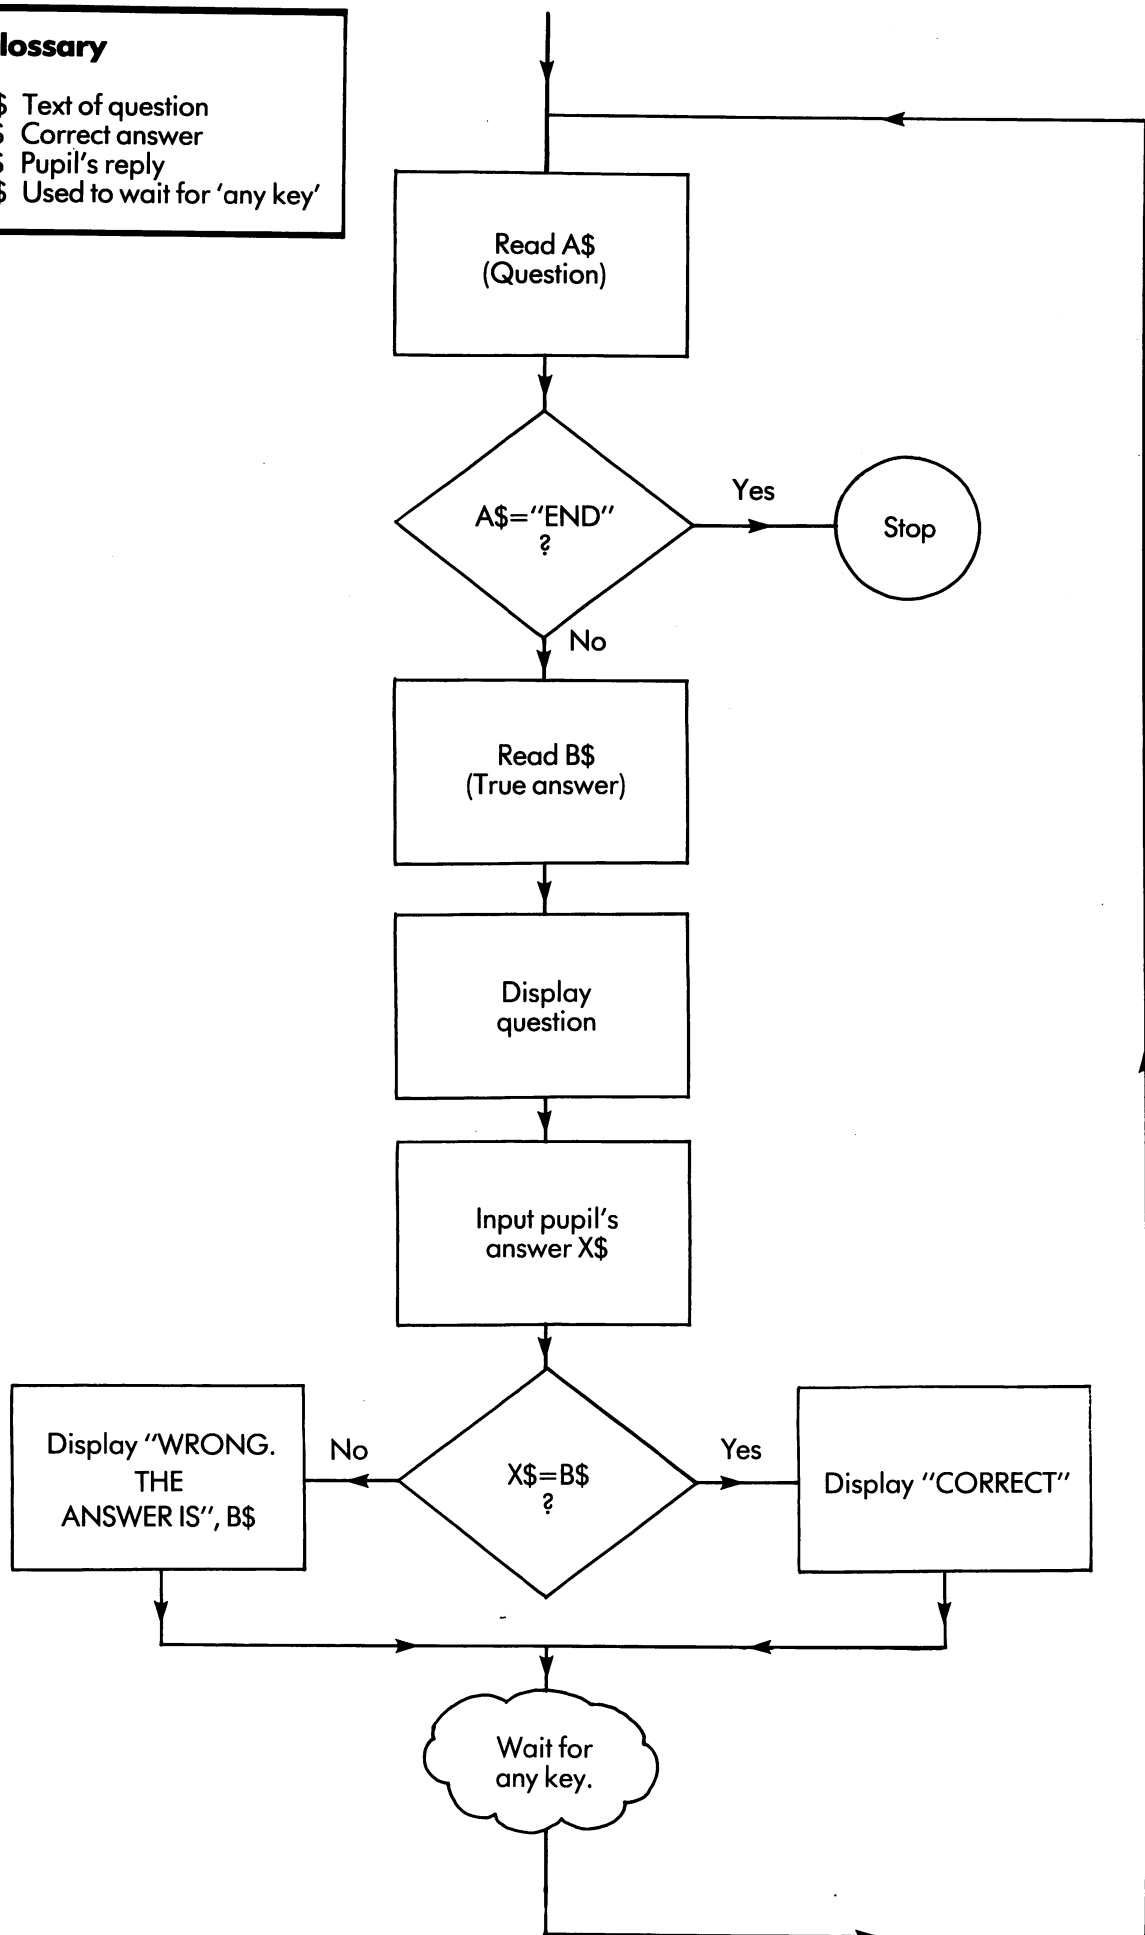 lossary
$ Text of question
$ Correct answer
$ Pupil's reply
$ Used to wait for 'any key'
Read A$
(Question)
A$="END"
?
Yes
Stop
No
Read B$
(True answer)
Display
question
Input pupil's
answer X$
Display "WRONG.
THE
ANSWER IS", B$
No
X$=B$
?
Yes
Display "CORRECT"
Wait for
any key.